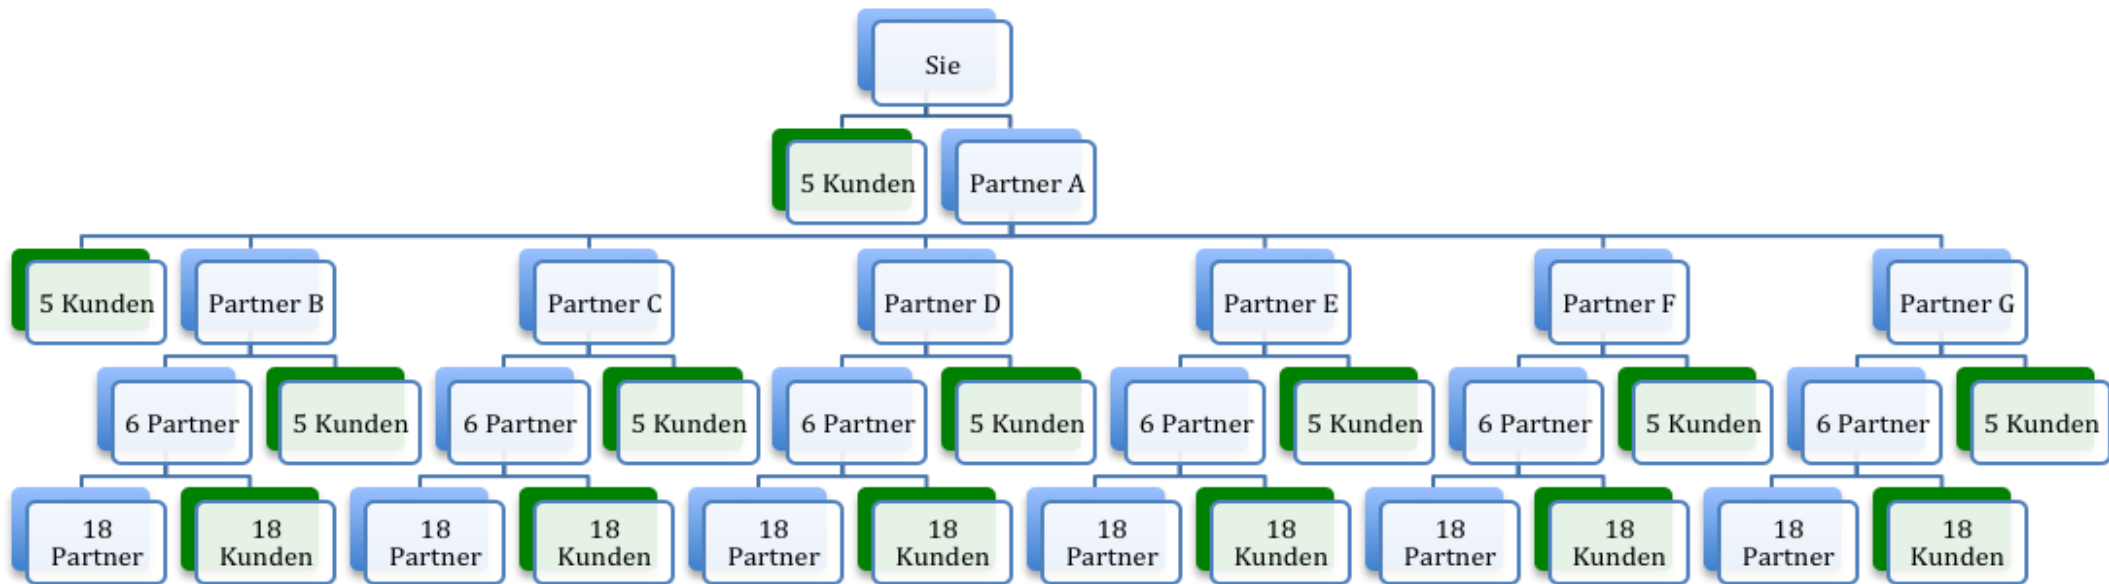 Sie
5 Kunden
Partner A
5 Kunden
Partner B
Partner C
Partner D
Partner E
Partner F
Partner G
6 Partner
5 Kunden
6 Partner
5 Kunden
6 Partner
5 Kunden
6 Partner
5 Kunden
6 Partner
5 Kunden
6 Partner
5 Kunden
18
Partner
18
Kunden
18
Partner
18
Kunden
18
Partner
18
Kunden
18
Partner
18
Kunden
18
Partner
18
Kunden
18
Partner
18
Kunden